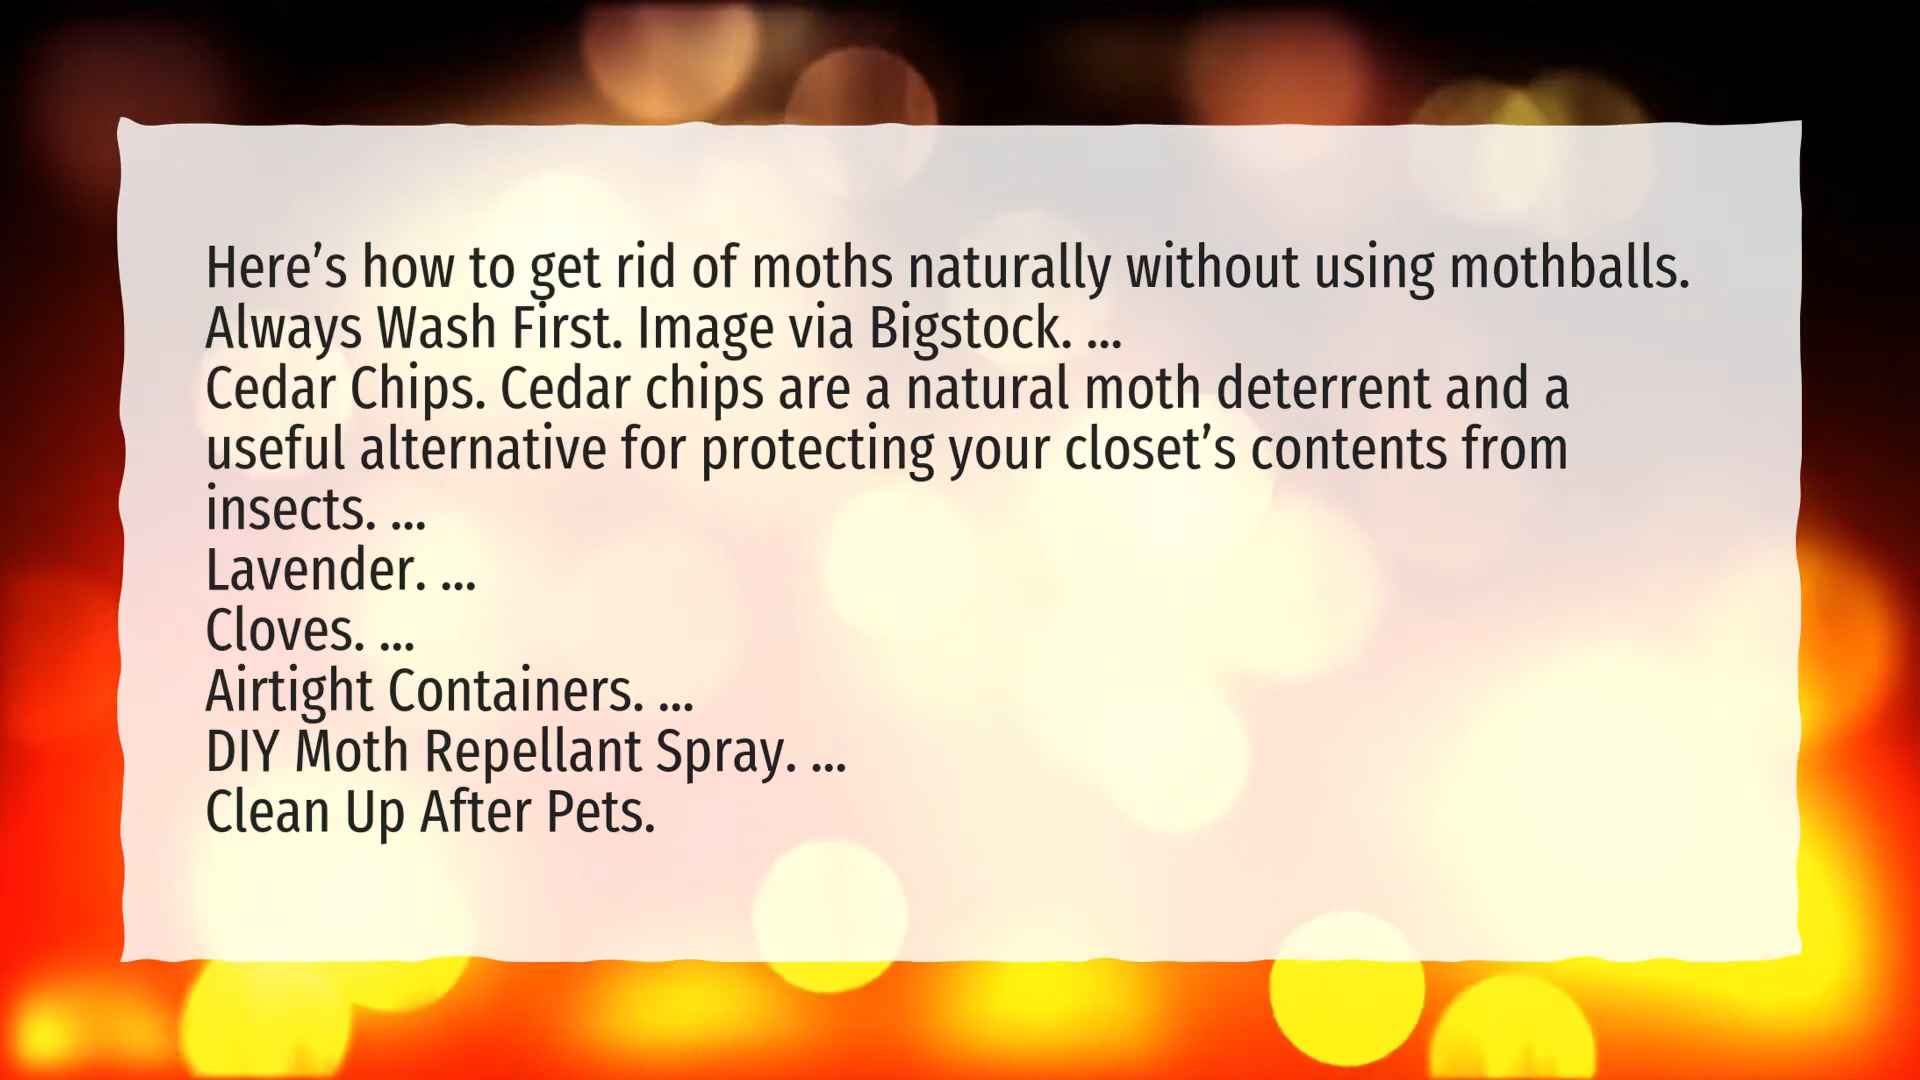 Here’s how to get rid of moths naturally without using mothballs.
Always Wash First. Image via Bigstock. ...
Cedar Chips. Cedar chips are a natural moth deterrent and a
useful alternative for protecting your closet’s contents from
insects. ...
Lavender. ...
Cloves. ...
Airtight Containers. ...
DIY Moth Repellant Spray. ...
Clean Up After Pets.